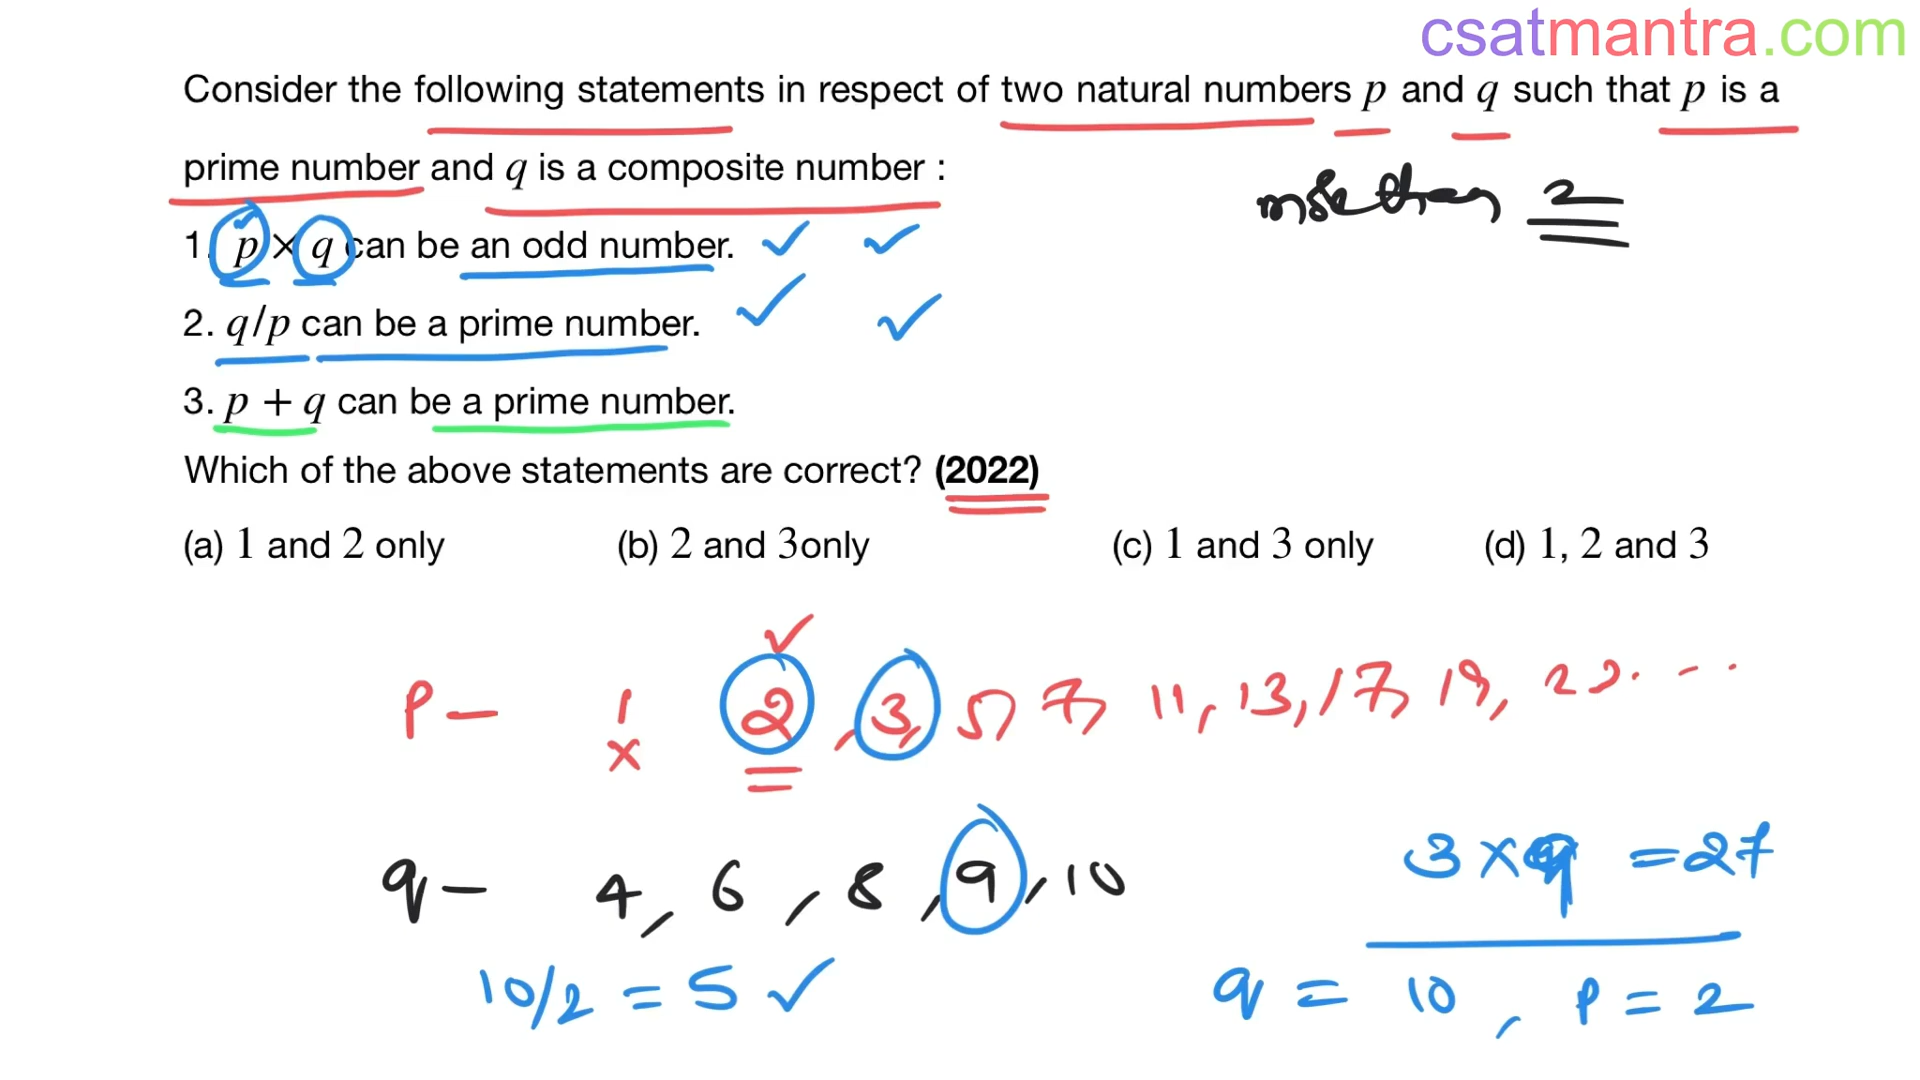 csatmantra.com
Consider the following statements in respect of two natural numbers p and q such that p is a
prime number and q is a composite number :
more than 2
1. p × q can be an odd number.
2. q/p can be a prime number.
3. p + q can be a prime number.
Which of the above statements are correct? (2022)
(a) 1 and 2 only (b) 2 and 3only (c) 1 and 3 only (d) 1, 2 and 3
P – 1 2, 3, 5, 7, 11, 13, 17, 19, 23. . . .
x
q – 4, 6, 8, 9, 10
3 × 9 = 27
10/2 = 5
q = 10, P = 2